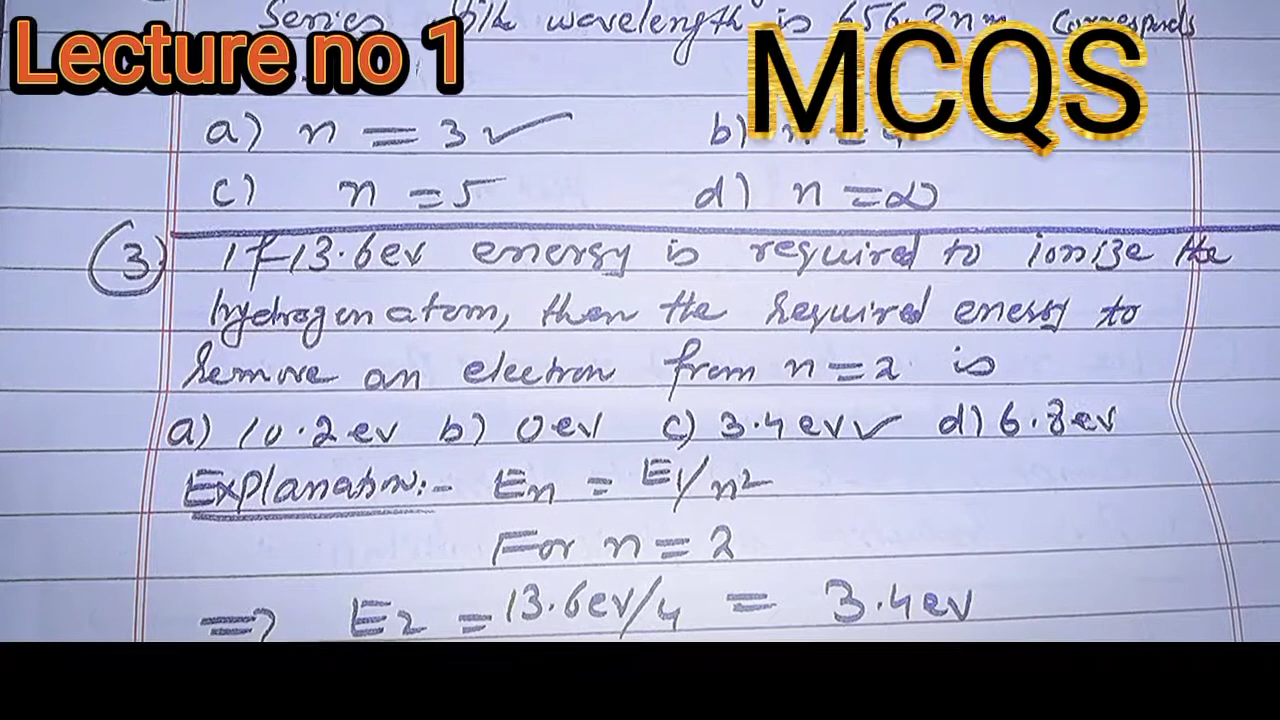 Lecture no 1
MCQS
Series wavelength is 656.3nm corresponds
a) n = 3 ✓ b) n =
c) n = 5 d) n = ∞
(3) If 13.6ev energy is required to ionize the
hydrogen atom, then the required energy to
remove an electron from n = 2 is
a) 10.2ev b) 0ev c) 3.4ev ✓ d) 6.8ev
Explanation:- En = E1/n²
For n = 2
=> E2 = 13.6ev/4 = 3.4ev